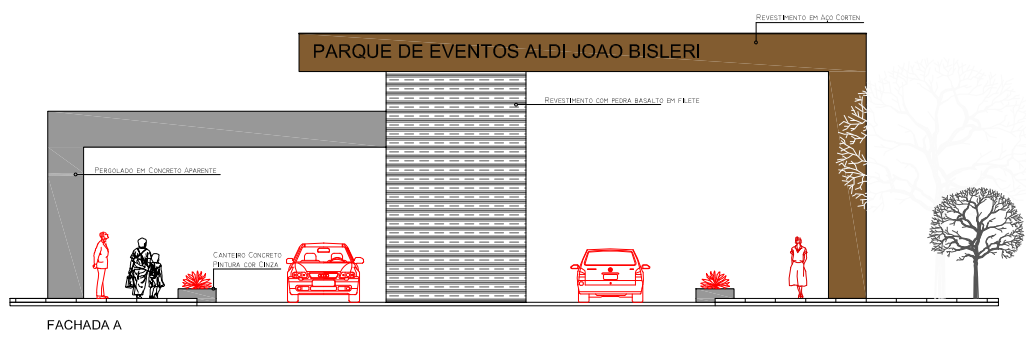 REVESTIMENTO EM AÇO CORTEN
PARQUE DE EVENTOS ALDI JOAO BISLERI
REVESTIMENTO COM PEDRA BASALTO EM FILETE
PERGOLADO EM CONCRETO APARENTE
CANTEIRO CONCRETO
PINTURA COR CINZA
FACHADA A